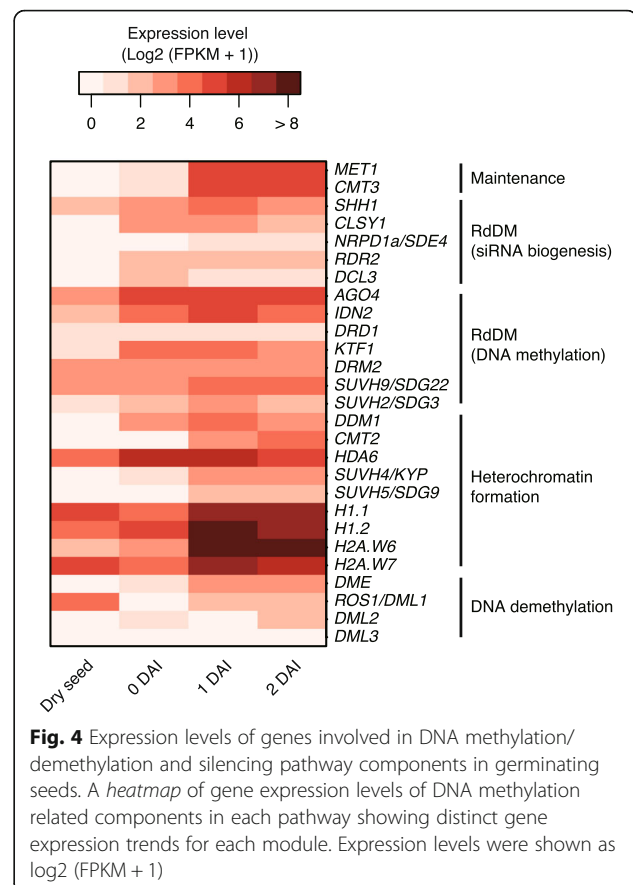 Expression level
(Log2 (FPKM + 1))
0 2 4 6 > 8
MET1
CMT3
Maintenance
SHH1
CLSY1
NRPD1a/SDE4
RDR2
DCL3
RdDM
(siRNA biogenesis)
AGO4
IDN2
DRD1
KTF1
DRM2
SUVH9/SDG22
SUVH2/SDG3
RdDM
(DNA methylation)
DDM1
CMT2
HDA6
SUVH4/KYP
SUVH5/SDG9
H1.1
H1.2
H2A.W6
H2A.W7
Heterochromatin
formation
DME
ROS1/DML1
DML2
DML3
DNA demethylation
Dry seed
0 DAI
1 DAI
2 DAI
Fig. 4 Expression levels of genes involved in DNA methylation/
demethylation and silencing pathway components in germinating
seeds. A heatmap of gene expression levels of DNA methylation
related components in each pathway showing distinct gene
expression trends for each module. Expression levels were shown as
log2 (FPKM + 1)